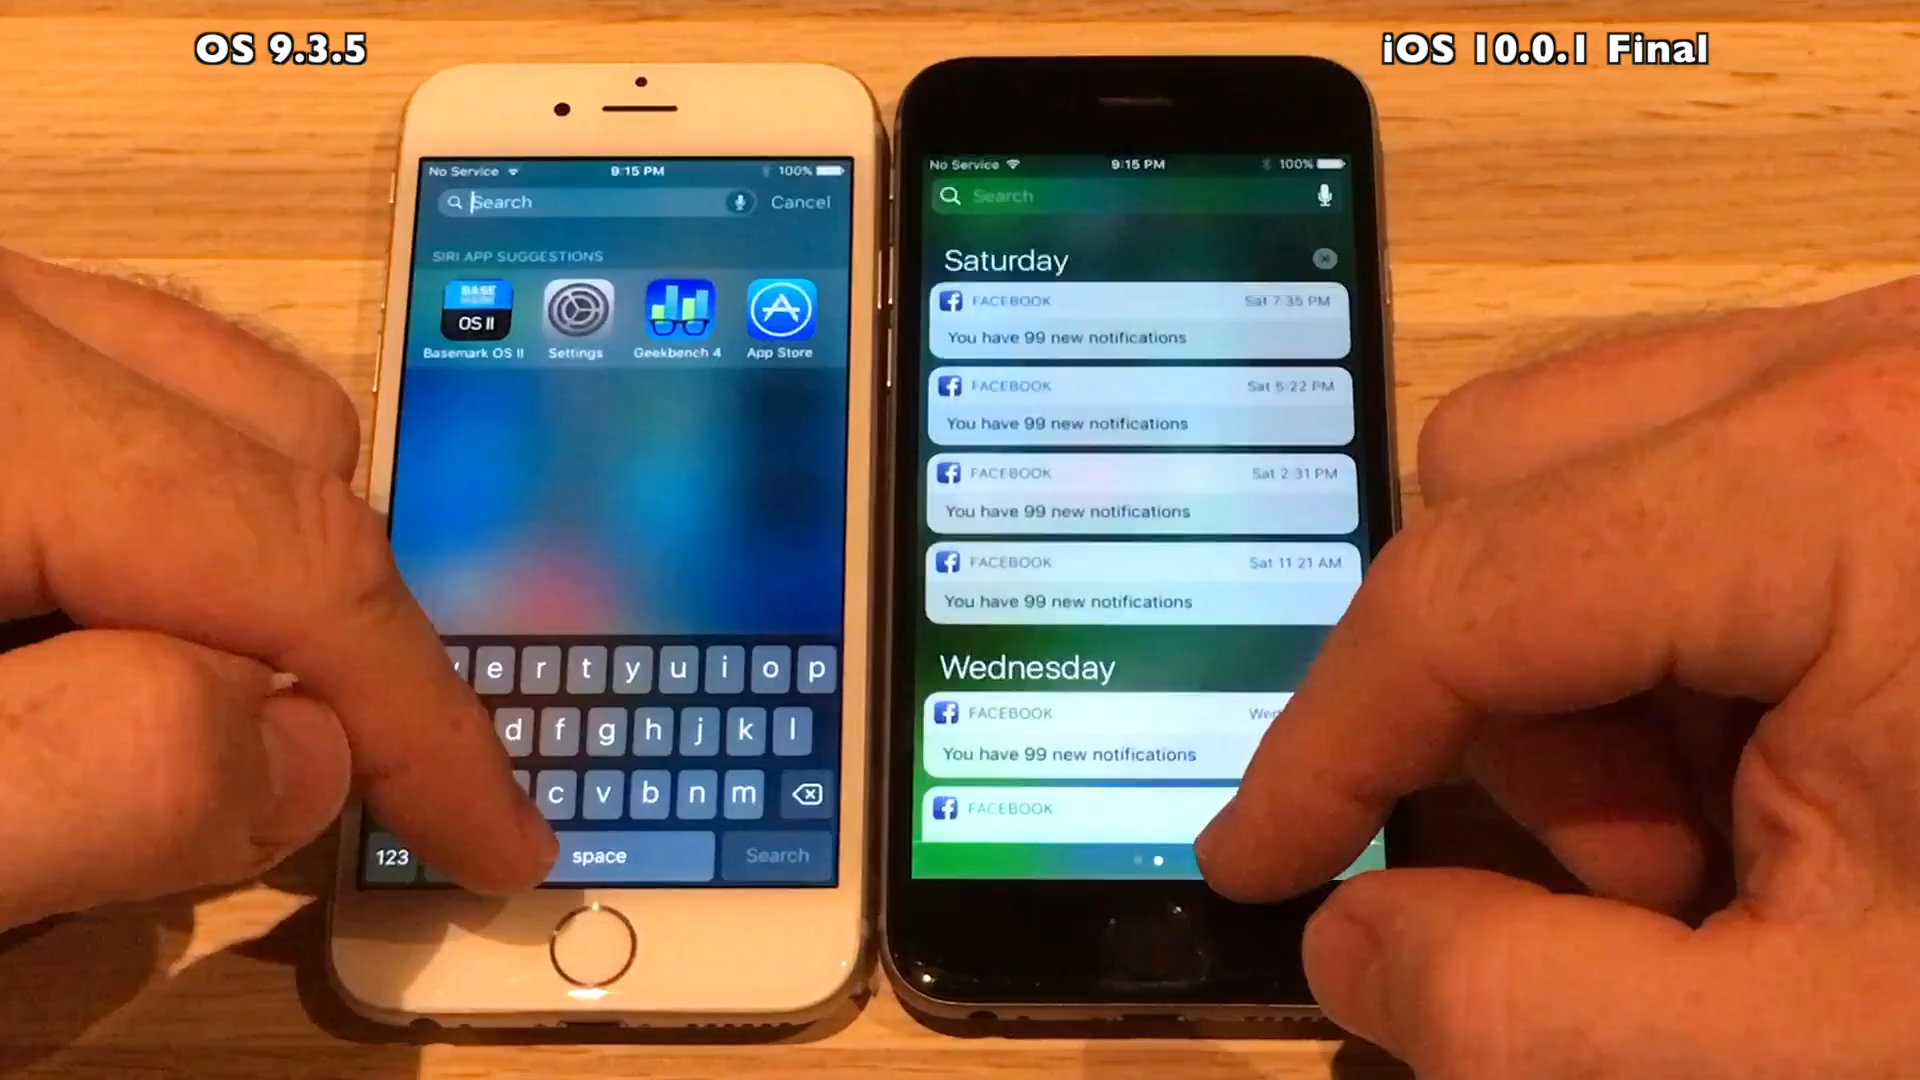 OS 9.3.5
iOS 10.0.1 Final
No Service 9:15 PM 100%
Search Cancel
SIRI APP SUGGESTIONS
BASE
OS II
Basemark OS II Settings Geekbench 4 App Store
e r t y u i o p
d f g h j k l
c v b n m
123 space Search
No Service 9:15 PM 100%
Search
Saturday
FACEBOOK Sat 7:35 PM
You have 99 new notifications
FACEBOOK Sat 5:22 PM
You have 99 new notifications
FACEBOOK Sat 2:31 PM
You have 99 new notifications
FACEBOOK Sat 11:21 AM
You have 99 new notifications
Wednesday
FACEBOOK Wed
You have 99 new notifications
FACEBOOK